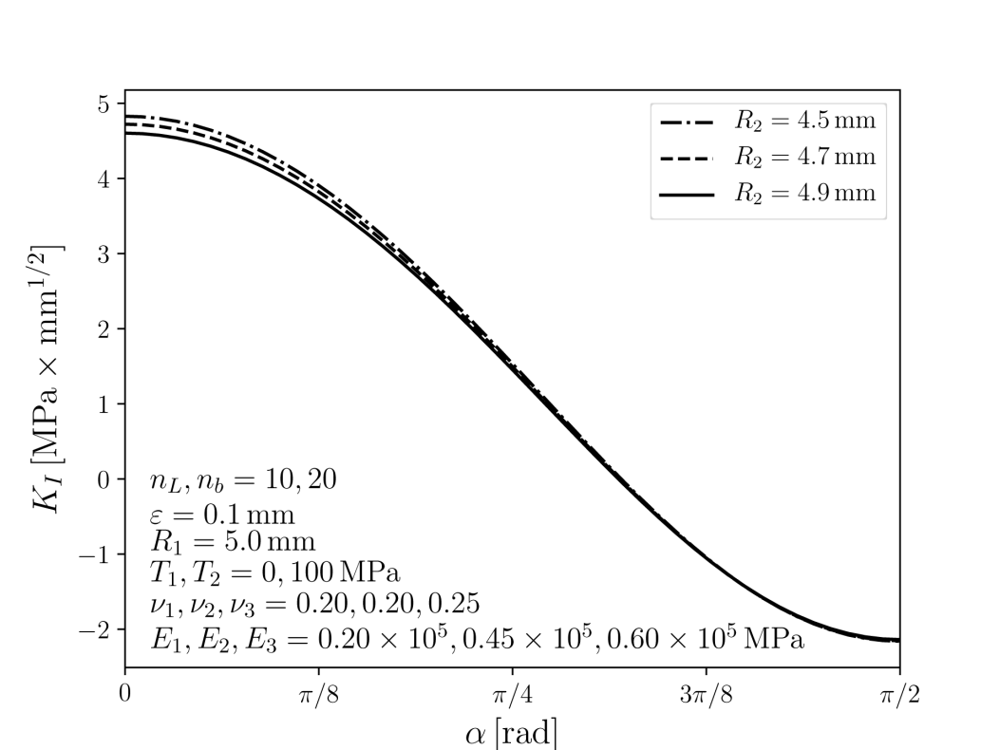 5
4
3
2
1
0
−1
−2
K_I [MPa × mm^{1/2}]
R_2 = 4.5 mm
R_2 = 4.7 mm
R_2 = 4.9 mm
n_L, n_b = 10, 20
ε = 0.1 mm
R_1 = 5.0 mm
T_1, T_2 = 0, 100 MPa
ν_1, ν_2, ν_3 = 0.20, 0.20, 0.25
E_1, E_2, E_3 = 0.20 × 10^5, 0.45 × 10^5, 0.60 × 10^5 MPa
0 π/8 π/4 3π/8 π/2
α [rad]